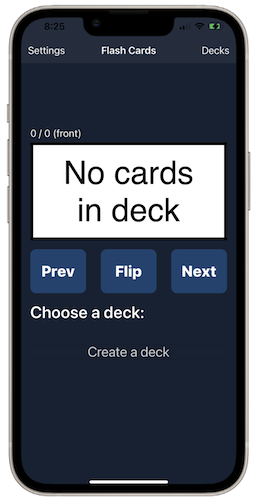 8:25
Settings Flash Cards Decks
0 / 0 (front)
No cards
in deck
Prev Flip Next
Choose a deck:
Create a deck